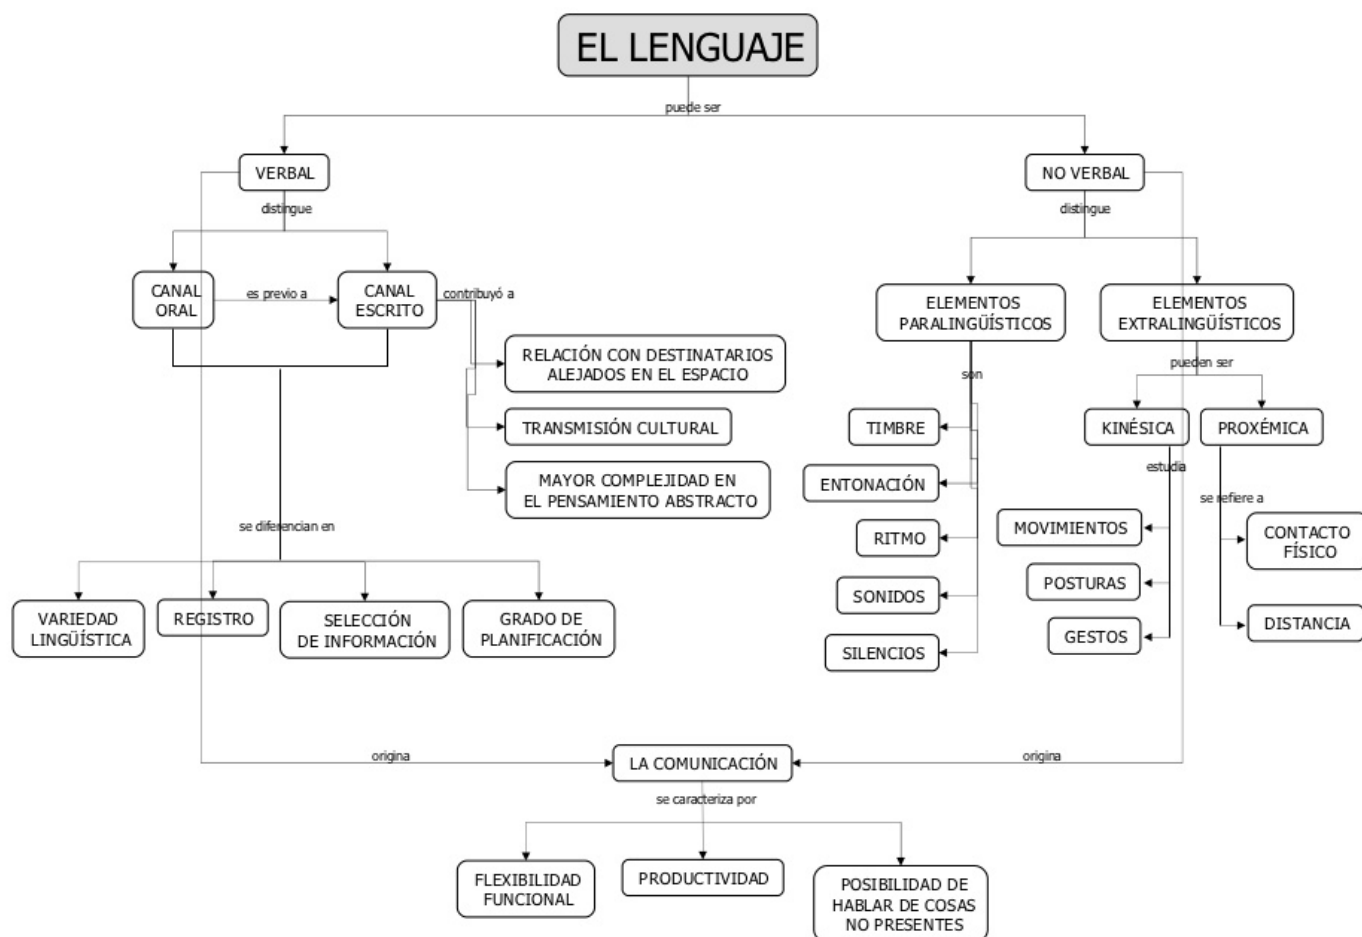 EL LENGUAJE
puede ser
VERBAL
NO VERBAL
distingue
distingue
CANAL
ORAL
es previo a
CANAL
ESCRITO
contribuyó a
ELEMENTOS
PARALINGÜÍSTICOS
ELEMENTOS
EXTRALINGÜÍSTICOS
RELACIÓN CON DESTINATARIOS
ALEJADOS EN EL ESPACIO
son
pueden ser
TRANSMISIÓN CULTURAL
TIMBRE
KINÉSICA
PROXÉMICA
MAYOR COMPLEJIDAD EN
EL PENSAMIENTO ABSTRACTO
ENTONACIÓN
estudia
se refiere a
se diferencian en
RITMO
MOVIMIENTOS
CONTACTO
FÍSICO
SONIDOS
POSTURAS
VARIEDAD
LINGÜÍSTICA
REGISTRO
SELECCIÓN
DE INFORMACIÓN
GRADO DE
PLANIFICACIÓN
SILENCIOS
GESTOS
DISTANCIA
origina
LA COMUNICACIÓN
origina
se caracteriza por
FLEXIBILIDAD
FUNCIONAL
PRODUCTIVIDAD
POSIBILIDAD DE
HABLAR DE COSAS
NO PRESENTES